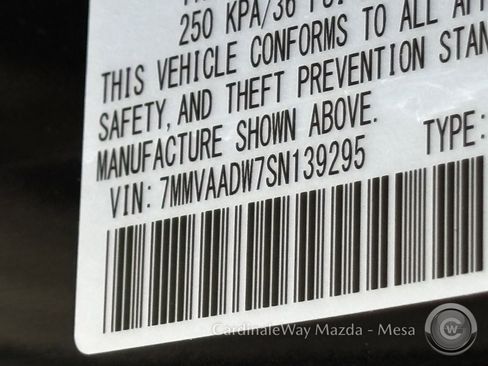 250 KPA/36
THIS VEHICLE CONFORMS TO ALL
SAFETY, AND THEFT PREVENTION STAN
MANUFACTURE SHOWN ABOVE.
VIN: 7MMVAADW7SN139295 TYPE:
CardinaleWay Mazda - Mesa